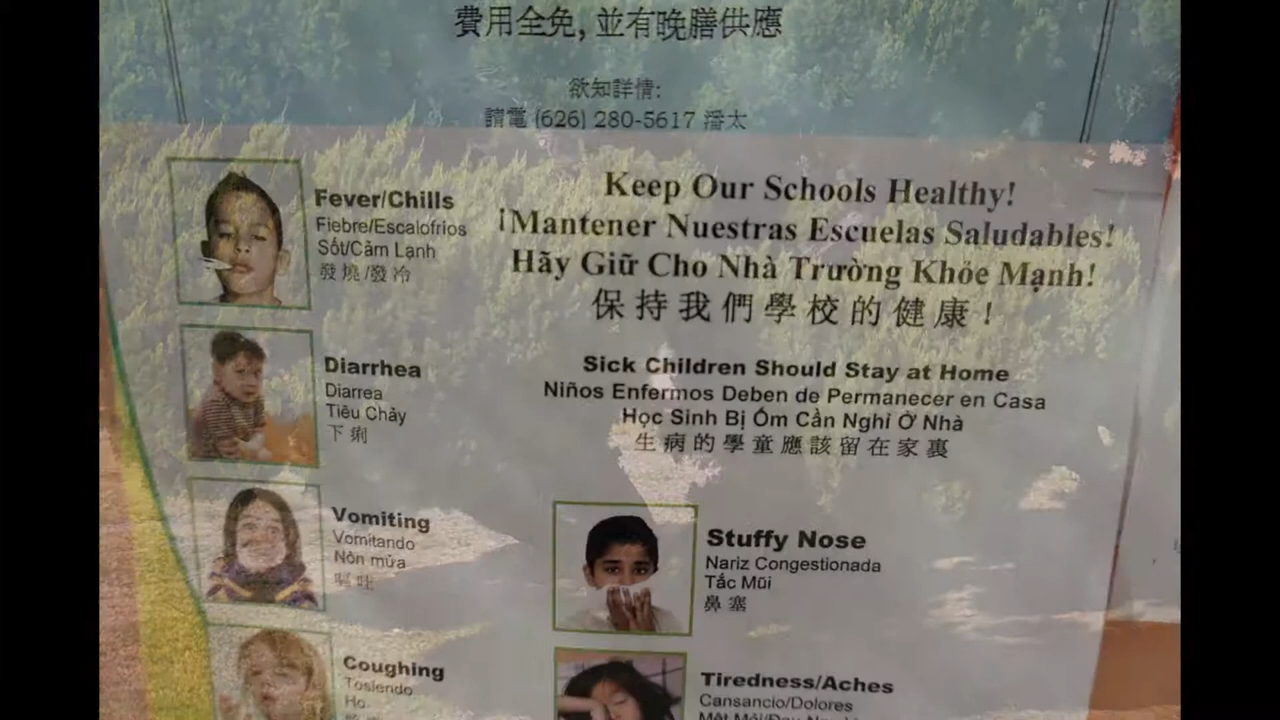 費用全免, 並有晚膳供應
欲知詳情:
請電 (626) 280-5617 潘太
Keep Our Schools Healthy!
¡Mantener Nuestras Escuelas Saludables!
Hãy Giữ Cho Nhà Trường Khỏe Mạnh!
保持我們學校的健康!
Sick Children Should Stay at Home
Niños Enfermos Deben de Permanecer en Casa
Học Sinh Bị Ốm Cần Nghỉ Ở Nhà
生病的學童應該留在家裏
Fever/Chills
Fiebre/Escalofrios
Sốt/Cảm Lạnh
發燒/發冷
Diarrhea
Diarrea
Tiêu Chảy
下痢
Vomiting
Vomitando
Nôn mửa
嘔吐
Coughing
Tosiendo
Ho
Stuffy Nose
Nariz Congestionada
Tắc Mũi
鼻塞
Tiredness/Aches
Cansancio/Dolores